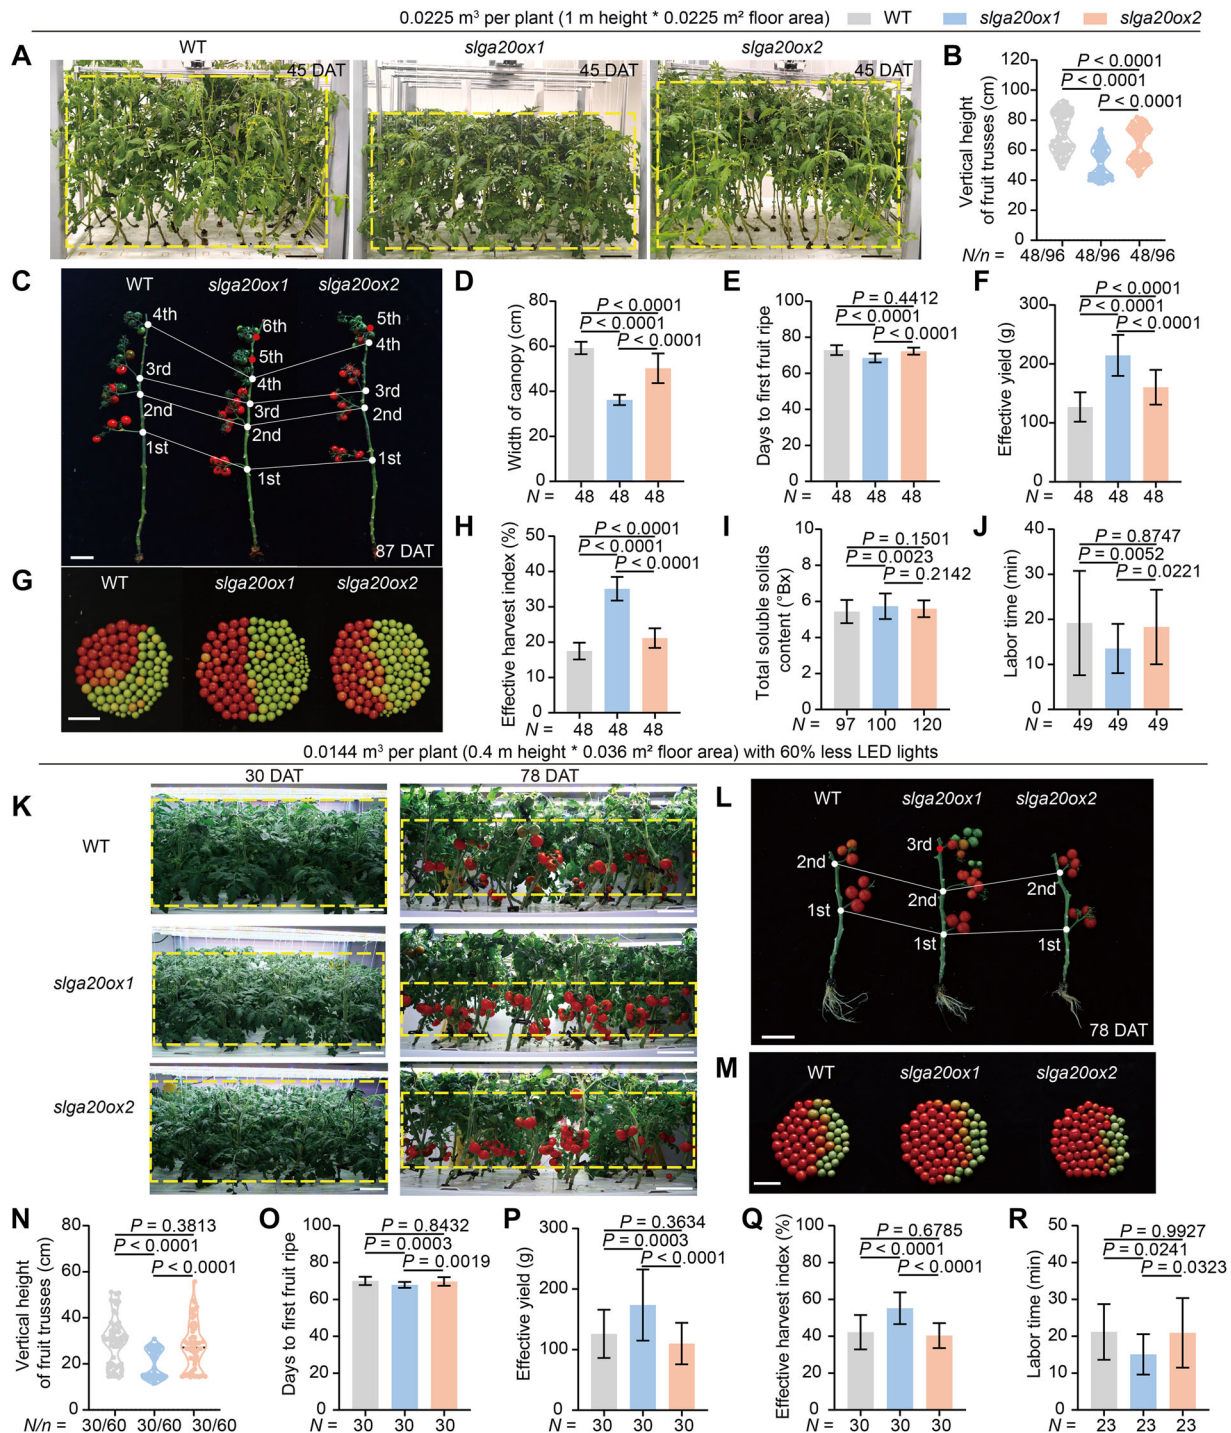 0.0225 m³ per plant (1 m height * 0.0225 m² floor area) WT slga20ox1 slga20ox2
A
WT slga20ox1 slga20ox2
45 DAT 45 DAT 45 DAT
B
Vertical height of fruit trusses (cm)
120
100
80
60
40
20
0
P < 0.0001
P < 0.0001
P < 0.0001
N/n = 48/96 48/96 48/96
C
WT slga20ox1 slga20ox2
4th 3rd 2nd 1st
6th 5th 4th 3rd 2nd 1st
5th 4th 3rd 2nd 1st
87 DAT
D
Width of canopy (cm)
80
60
40
20
0
P < 0.0001
P < 0.0001
P < 0.0001
N = 48 48 48
E
Days to first fruit ripe
100
80
60
40
20
0
P = 0.4412
P < 0.0001
P < 0.0001
N = 48 48 48
F
Effective yield (g)
300
200
100
0
P < 0.0001
P < 0.0001
P < 0.0001
N = 48 48 48
G
WT slga20ox1 slga20ox2
H
Effective harvest index (%)
50
40
30
20
10
0
P < 0.0001
P < 0.0001
P < 0.0001
N = 48 48 48
I
Total soluble solids content (°Bx)
10
8
6
4
2
0
P = 0.1501
P = 0.0023
P = 0.2142
N = 97 100 120
J
Labor time (min)
40
30
20
10
0
P = 0.8747
P = 0.0052
P = 0.0221
N = 49 49 49
0.0144 m³ per plant (0.4 m height * 0.036 m² floor area) with 60% less LED lights
K
30 DAT 78 DAT
WT
slga20ox1
slga20ox2
L
WT slga20ox1 slga20ox2
2nd 1st
3rd 2nd 1st
2nd 1st
78 DAT
M
WT slga20ox1 slga20ox2
N
Vertical height of fruit trusses (cm)
80
60
40
20
0
P = 0.3813
P < 0.0001
P < 0.0001
N/n = 30/60 30/60 30/60
O
Days to first fruit ripe
100
80
60
40
20
0
P = 0.8432
P = 0.0003
P = 0.0019
N = 30 30 30
P
Effective yield (g)
300
200
100
0
P = 0.3634
P = 0.0003
P < 0.0001
N = 30 30 30
Q
Effective harvest index (%)
100
80
60
40
20
0
P = 0.6785
P < 0.0001
P < 0.0001
N = 30 30 30
R
Labor time (min)
50
40
30
20
10
0
P = 0.9927
P = 0.0241
P = 0.0323
N = 23 23 23